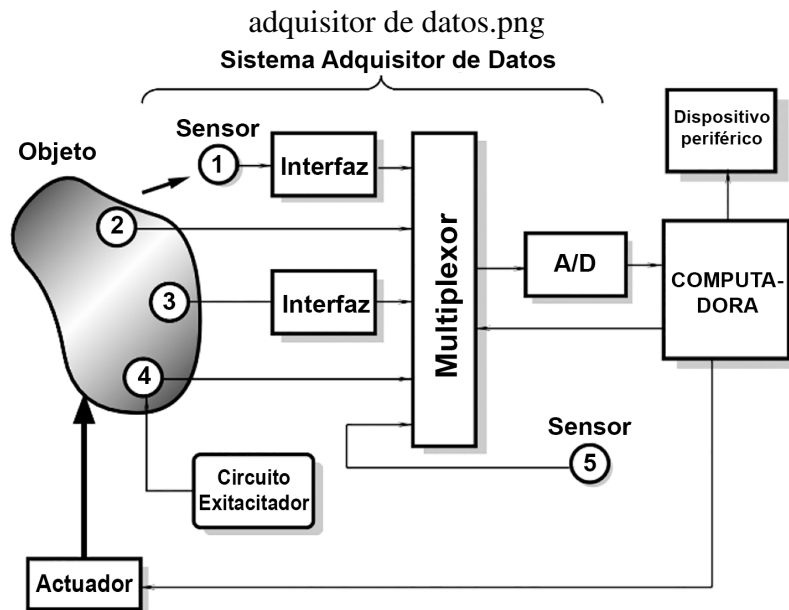 adquisitor de datos.png
Sistema Adquisitor de Datos
Sensor
Objeto
1
Interfaz
Dispositivo
periférico
2
Multiplexor
A/D
COMPUTA-
DORA
3
Interfaz
4
Sensor
5
Circuito
Exitacitador
Actuador